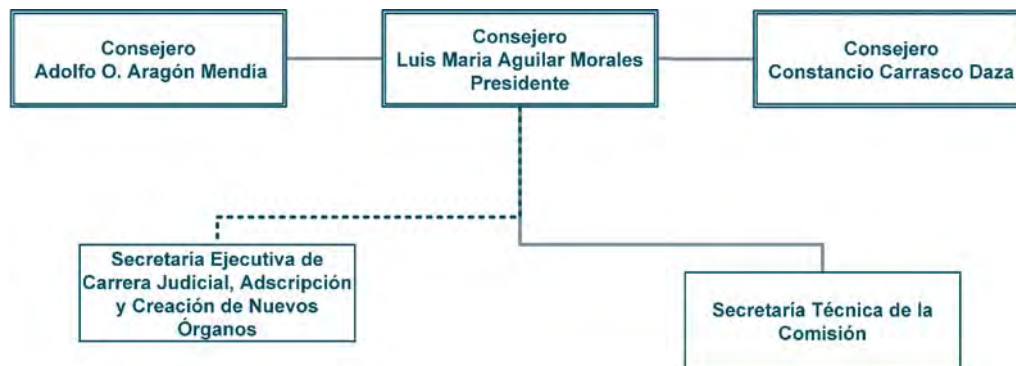 Consejero
Adolfo O. Aragón Mendía
Consejero
Luis Maria Aguilar Morales
Presidente
Consejero
Constancio Carrasco Daza
Secretaría Ejecutiva de
Carrera Judicial, Adscripción
y Creación de Nuevos
Órganos
Secretaría Técnica de la
Comisión